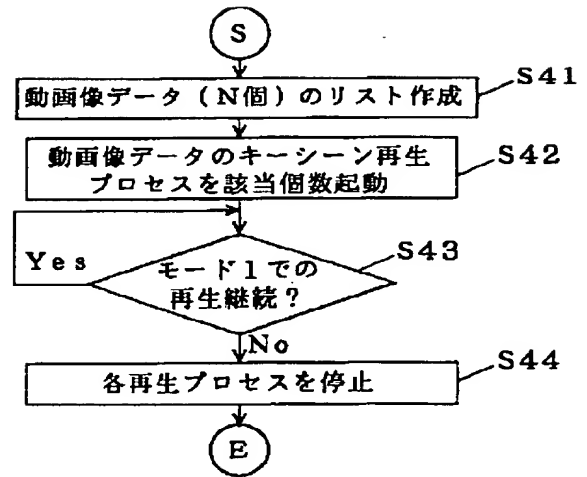 S
動画像データ（N個）のリスト作成
S41
動画像データのキーシーン再生
プロセスを該当個数起動
S42
Yes
モード1での
再生継続？
S43
No
各再生プロセスを停止
S44
E